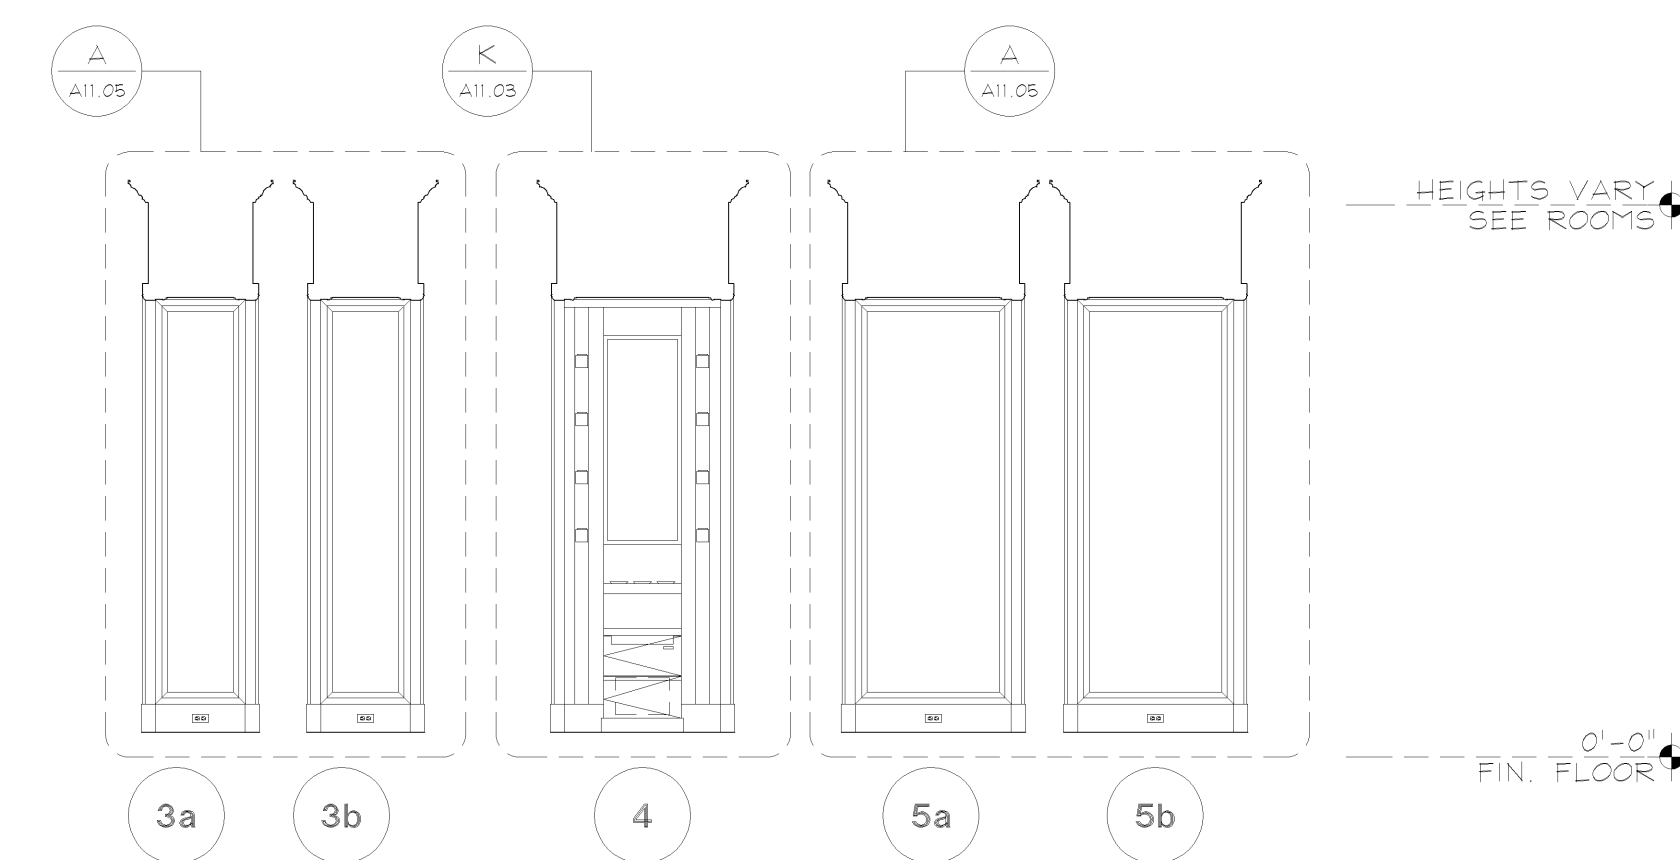 A
A11.05
K
A11.03
A
A11.05
HEIGHTS VARY
SEE ROOMS
0'-0"
FIN. FLOOR
3a
3b
4
5a
5b